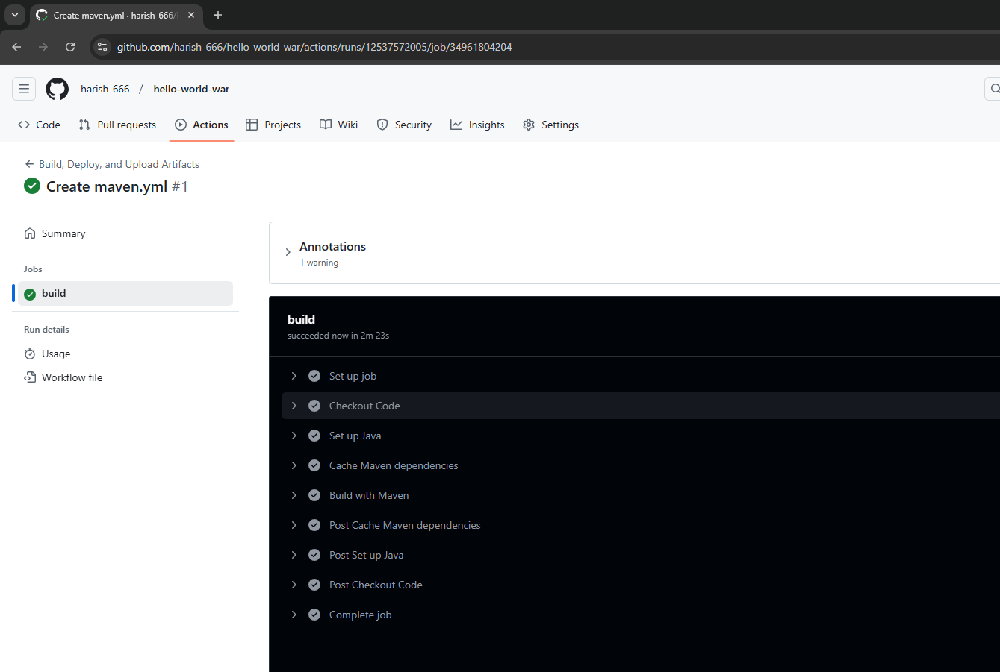 Create maven.yml · harish-666/
github.com/harish-666/hello-world-war/actions/runs/12537572005/job/34961804204
harish-666 / hello-world-war
Code Pull requests Actions Projects Wiki Security Insights Settings
Build, Deploy, and Upload Artifacts
Create maven.yml #1
Summary
Jobs
build
Run details
Usage
Workflow file
Annotations
1 warning
build
succeeded now in 2m 23s
Set up job
Checkout Code
Set up Java
Cache Maven dependencies
Build with Maven
Post Cache Maven dependencies
Post Set up Java
Post Checkout Code
Complete job